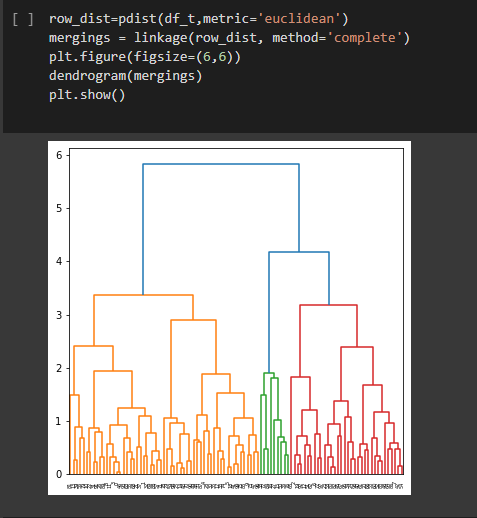 [ ] row_dist=pdist(df_t,metric='euclidean')
mergings = linkage(row_dist, method='complete')
plt.figure(figsize=(6,6))
dendrogram(mergings)
plt.show()
6
5
4
3
2
1
0